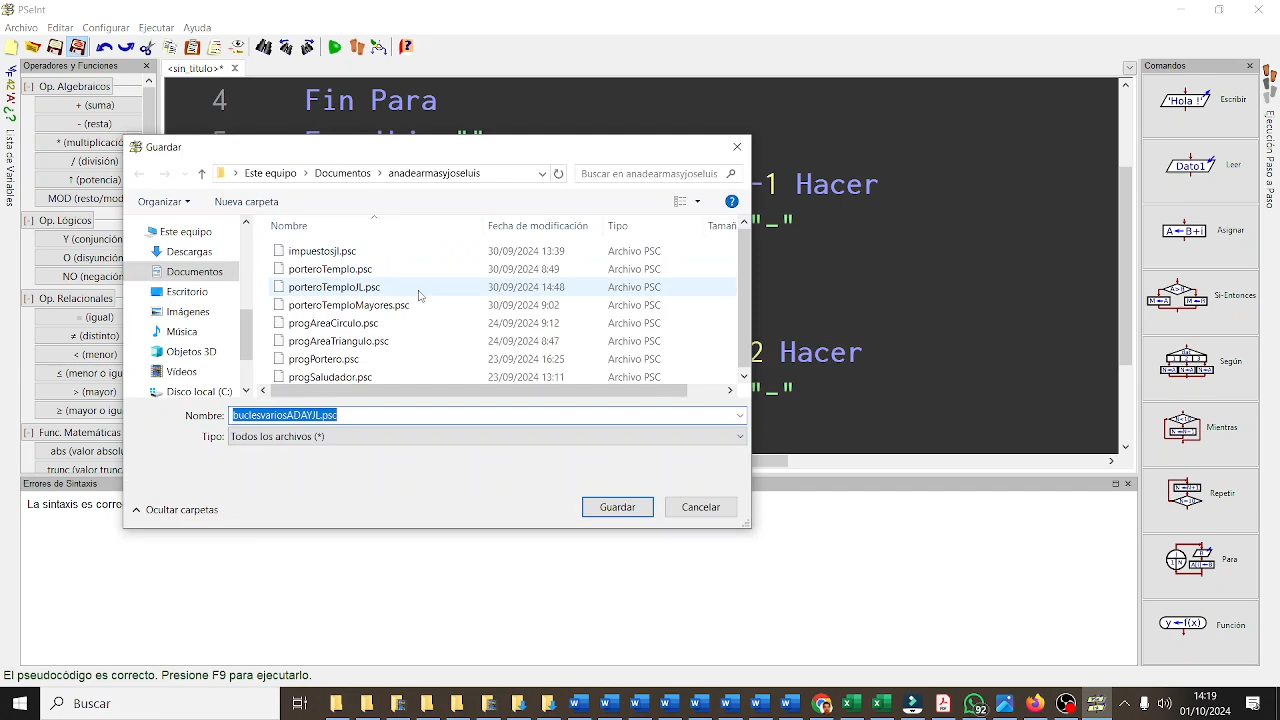 PSeInt
Archivo Editar Configurar Ejecutar Ayuda
Operadores y Funciones
<sin_titulo>*
Comandos
[-] Op. Algebraicos
+ (suma)
- (resta)
* (multiplicació
/ (división)
↑ (potencia)
MOD (resto/mod
[-] Op. Lógicos
Y (conjunción
O (disyunción
NO (negación
[-] Op. Relacionales
= (igual)
≠ (distinto)
< (menor)
≤ (menor o igu
> (mayor)
≥ (mayor o igu
[-] Func. Matemáticas
abs (valor absolu
trunc (valor trunc
Lista de Variables
4 Fin Para
-1 Hacer
"_"
2 Hacer
"_"
Guardar
Este equipo > Documentos > anadearmasyjoseluis
Buscar en anadearmasyjoseluis
Organizar
Nueva carpeta
Este equipo
Descargas
Documentos
Escritorio
Imágenes
Música
Objetos 3D
Vídeos
Disco local (C:)
Nombre Fecha de modificación Tipo Tamañ
impuestosjl.psc 30/09/2024 13:39 Archivo PSC
porteroTemplo.psc 30/09/2024 8:49 Archivo PSC
porteroTemploJL.psc 30/09/2024 14:48 Archivo PSC
porteroTemploMayores.psc 30/09/2024 9:02 Archivo PSC
progAreaCirculo.psc 24/09/2024 9:12 Archivo PSC
progAreaTriangulo.psc 24/09/2024 8:47 Archivo PSC
progPortero.psc 23/09/2024 16:25 Archivo PSC
progSaludador.psc 23/09/2024 13:11 Archivo PSC
Nombre: buclesvariosADAYJL.psc
Tipo: Todos los archivos (*)
Ocultar carpetas
Guardar
Cancelar
'Hola !' Escribir
Dato1 Leer
A←B+i Asignar
Si-Entonces
Según
Mientras
Repetir
Para
y←f(x) Función
Ejecución Paso a Paso
Errores de Sintaxis
La sintaxis es corre
El pseudocódigo es correcto. Presione F9 para ejecutarlo.
Buscar
92
14:19
01/10/2024